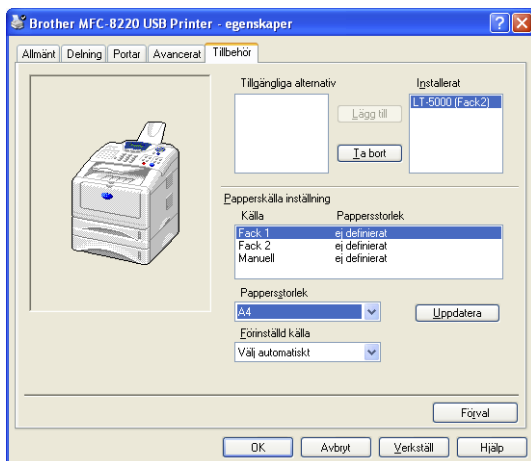 Brother MFC-8220 USB Printer - egenskaper
Allmänt Delning Portar Avancerat Tillbehör
Tillgängliga alternativ
Installerat
LT-5000 (Fack2)
Lägg till
Ta bort
Papperskälla inställning
Källa Pappersstorlek
Fack 1 ej definierat
Fack 2 ej definierat
Manuell ej definierat
Pappersstorlek
A4
Uppdatera
Förinställd källa
Välj automatiskt
Förval
OK Avbryt Verkställ Hjälp